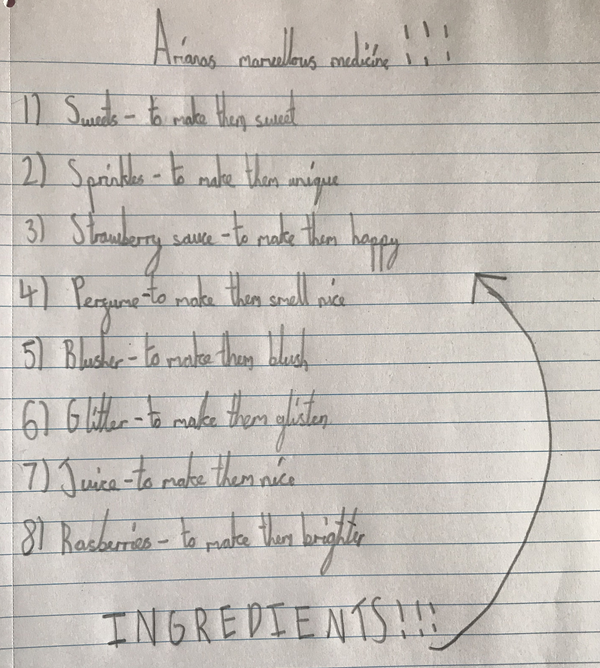 Arianas marvellous medicine !!!
1) Sweets - to make them sweet
2) Sprinkles - to make them unique
3) Strawberry sauce - to make them happy
4) Pergume - to make them smell nice
5) Blusher - to make them blush
6) Glitter - to make them glisten
7) Juice - to make them nice
8) Rasberries - to make them brighter
INGREDIENTS!!!